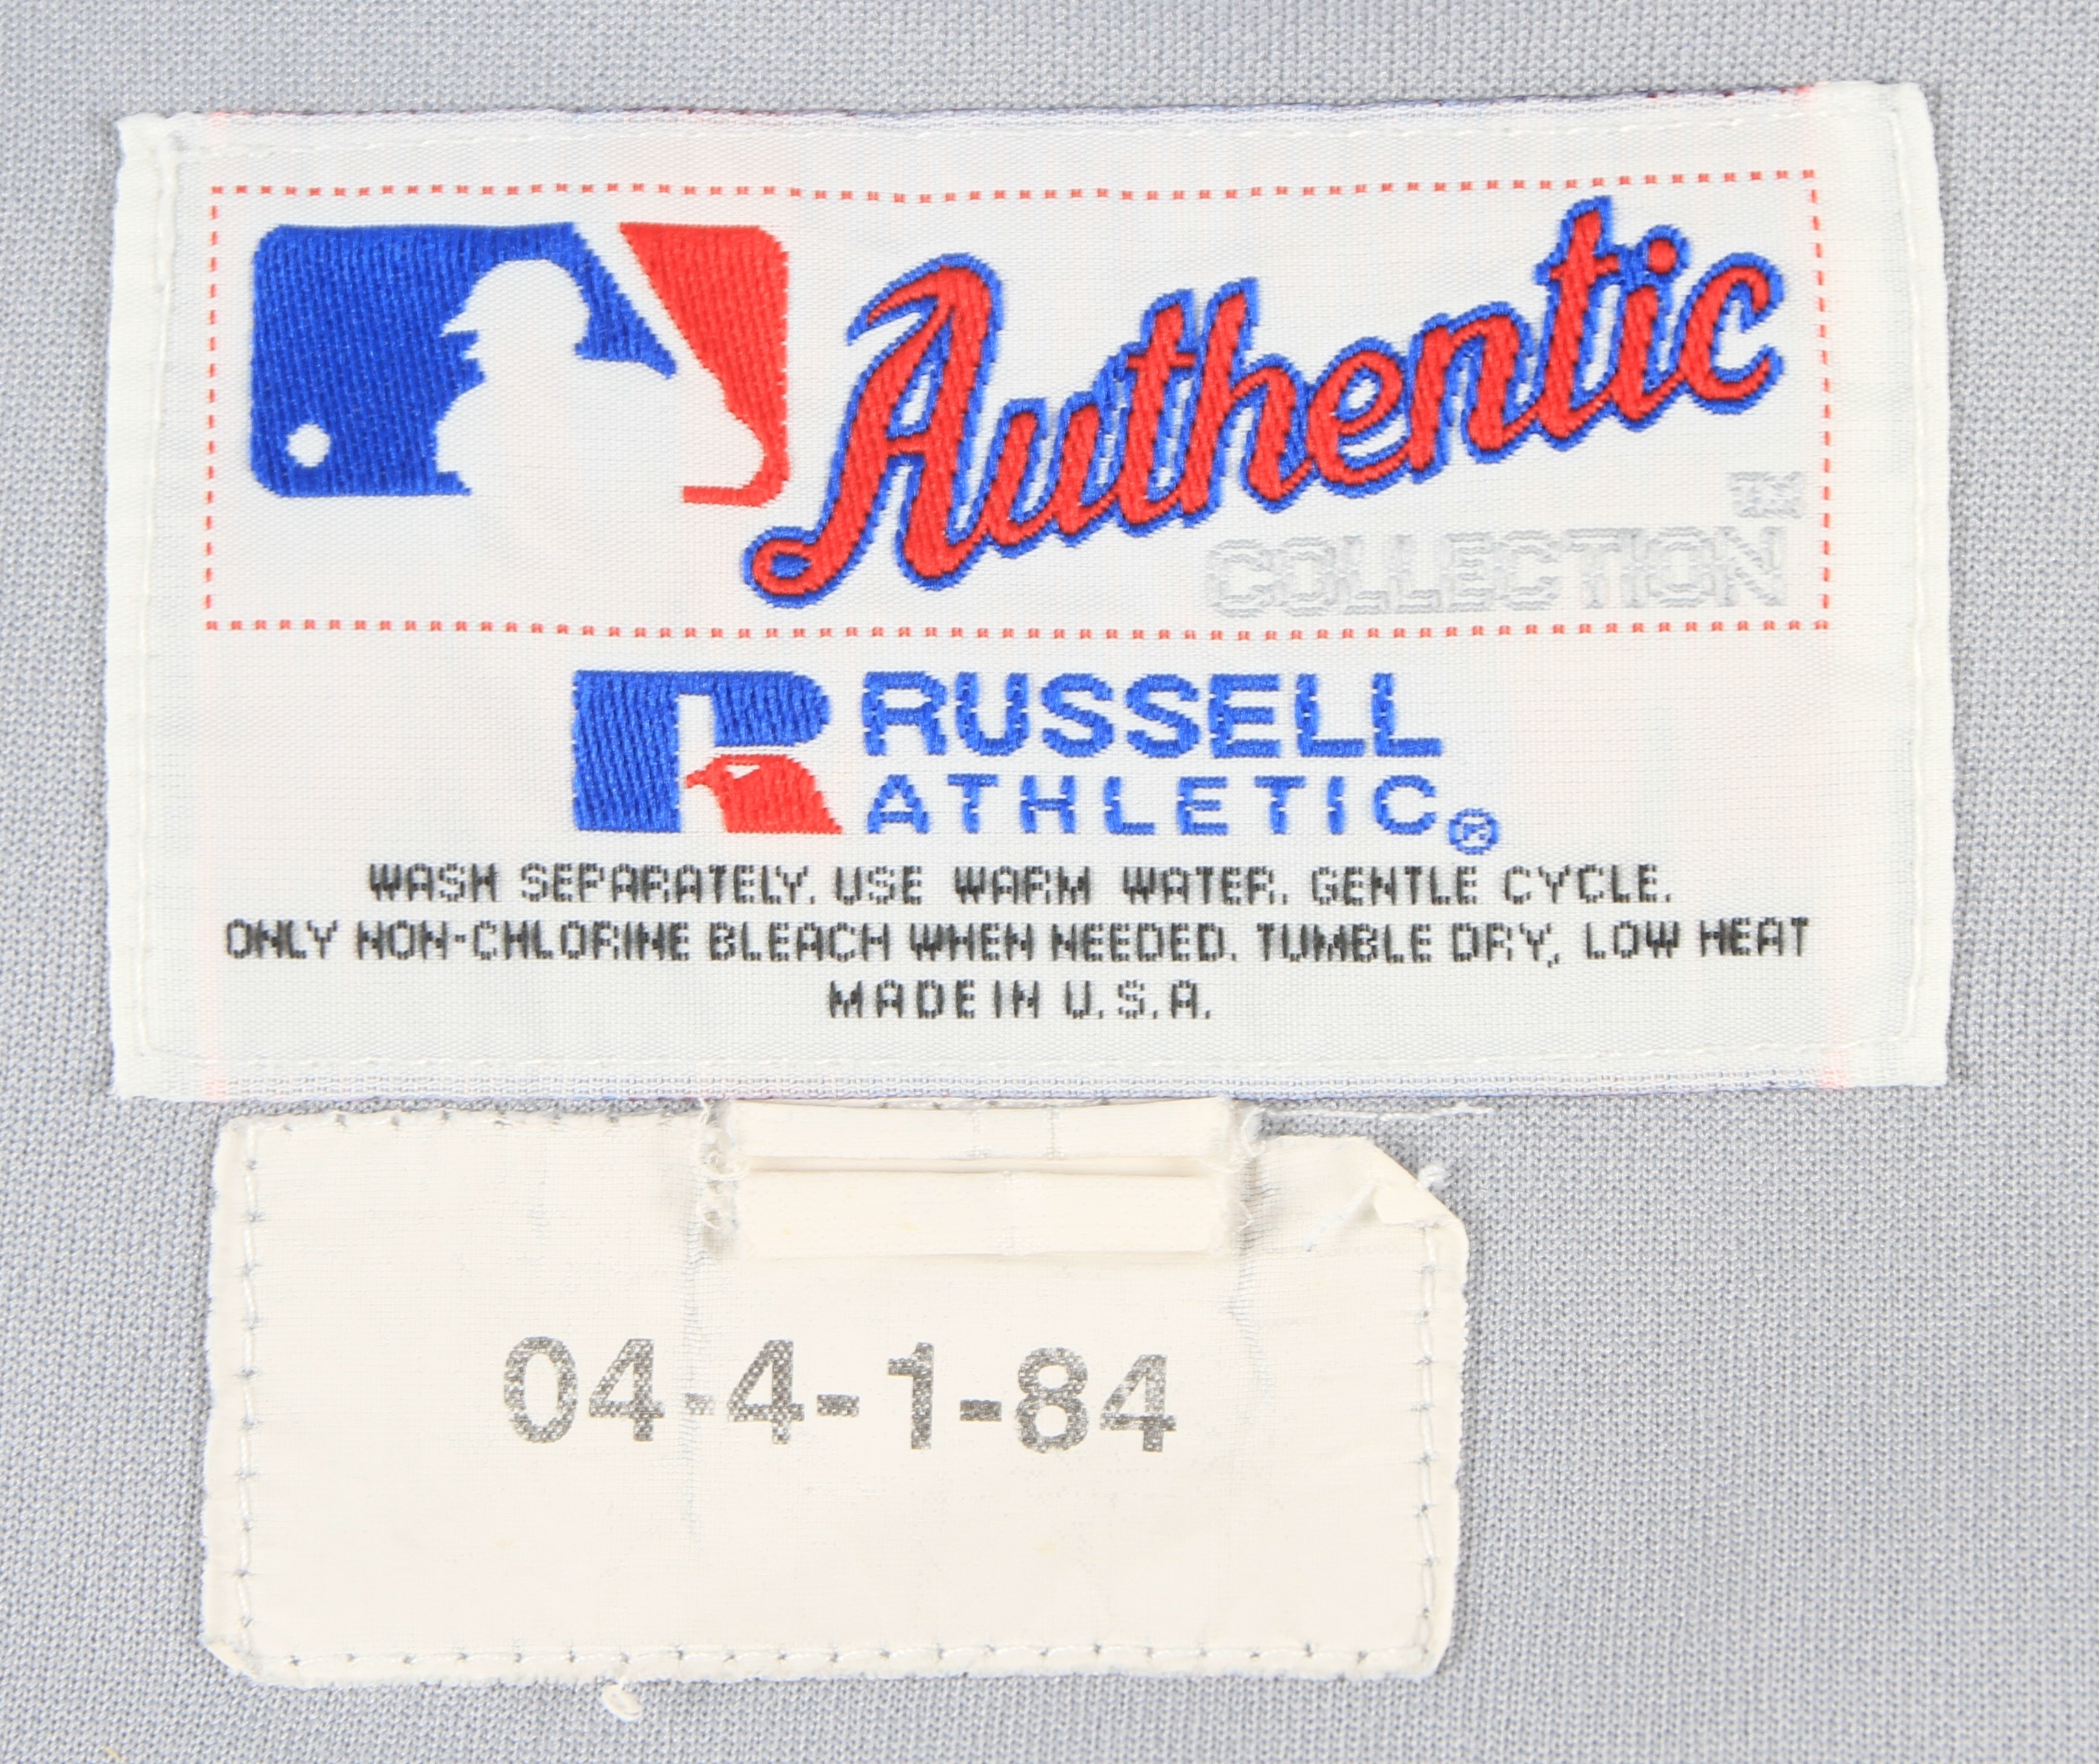 Authentic
TM
COLLECTION
RUSSELL
ATHLETIC®
WASH SEPARATELY. USE WARM WATER. GENTLE CYCLE.
ONLY NON-CHLORINE BLEACH WHEN NEEDED. TUMBLE DRY, LOW HEAT
MADE IN U.S.A.
04-4-1-84